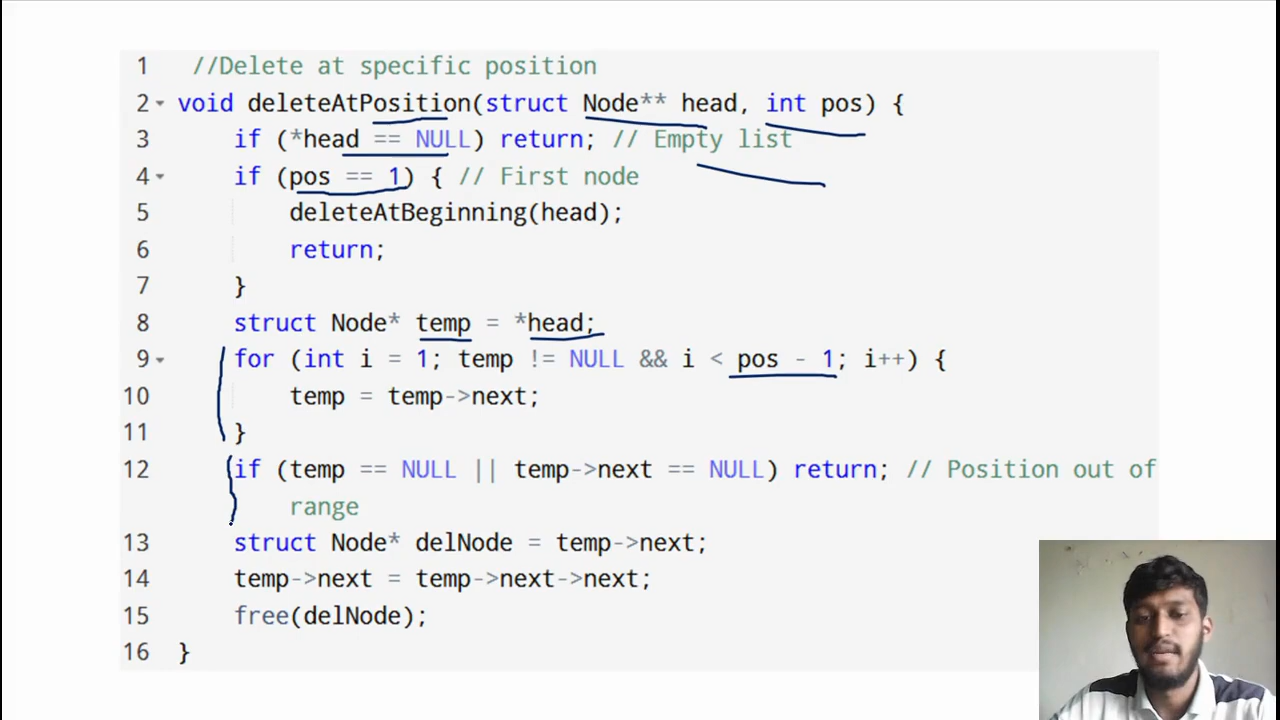 1 //Delete at specific position
2 void deleteAtPosition(struct Node** head, int pos) {
3 if (*head == NULL) return; // Empty list
4 if (pos == 1) { // First node
5 deleteAtBeginning(head);
6 return;
7 }
8 struct Node* temp = *head;
9 for (int i = 1; temp != NULL && i < pos - 1; i++) {
10 temp = temp->next;
11 }
12 if (temp == NULL || temp->next == NULL) return; // Position out of
range
13 struct Node* delNode = temp->next;
14 temp->next = temp->next->next;
15 free(delNode);
16 }